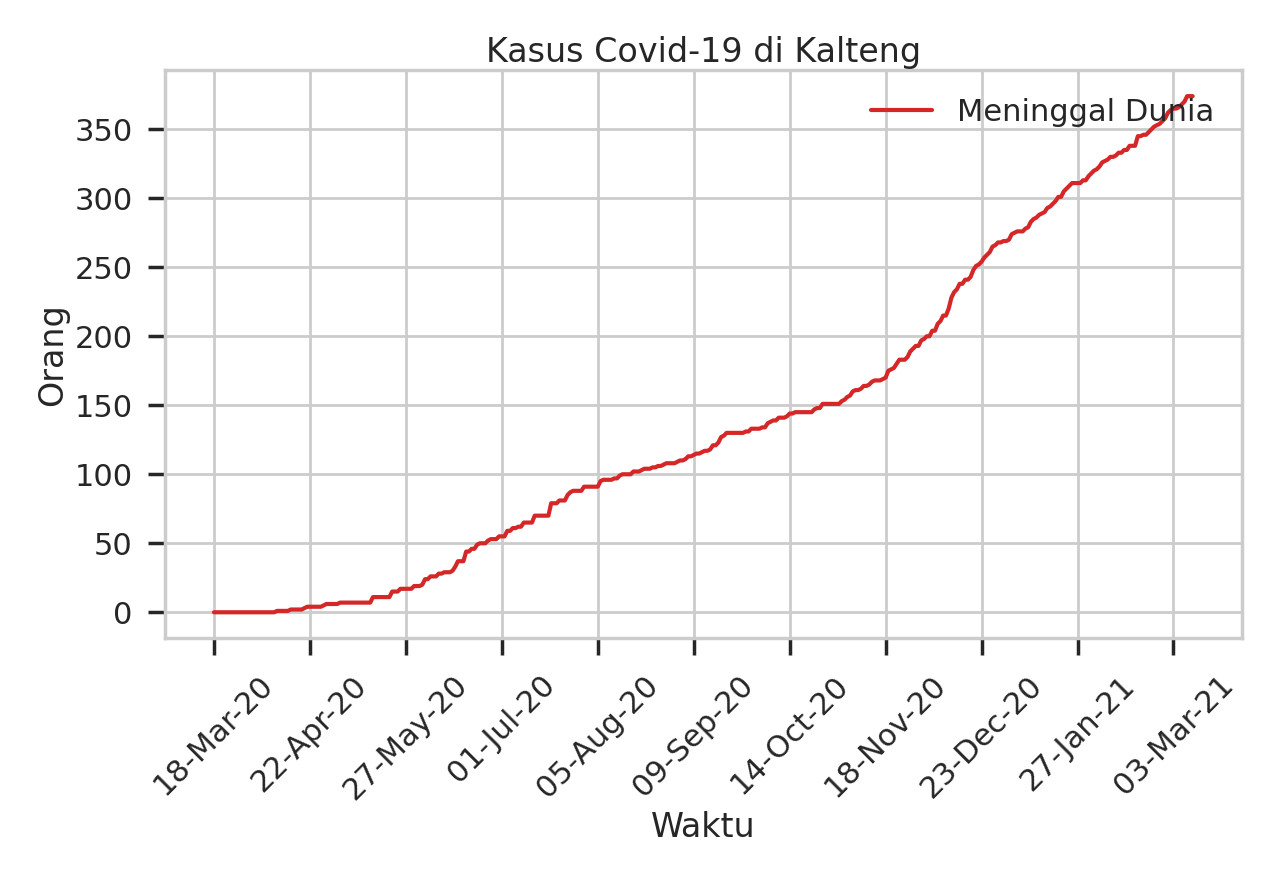 Kasus Covid-19 di Kalteng
Meninggal Dunia
Orang
350
300
250
200
150
100
50
0
18-Mar-20
22-Apr-20
27-May-20
01-Jul-20
05-Aug-20
09-Sep-20
14-Oct-20
18-Nov-20
23-Dec-20
27-Jan-21
03-Mar-21
Waktu